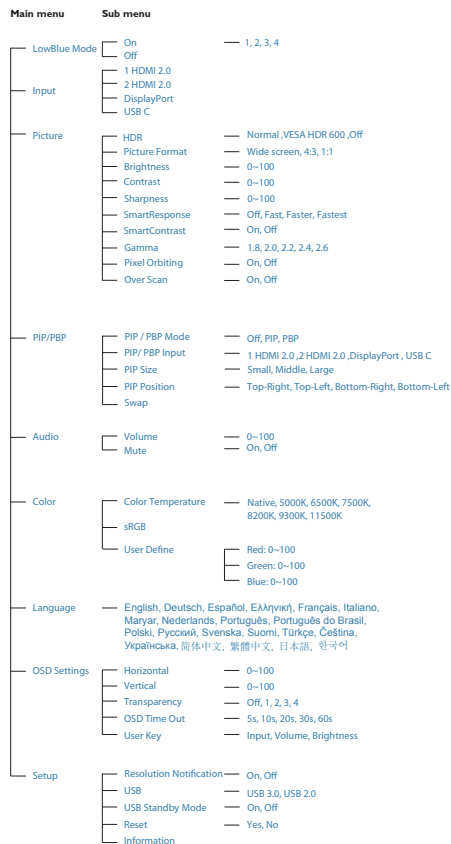 Main menu Sub menu
LowBlue Mode On 1, 2, 3, 4
Off
Input 1 HDMI 2.0
2 HDMI 2.0
DisplayPort
USB C
Picture HDR Normal ,VESA HDR 600 ,Off
Picture Format Wide screen, 4:3, 1:1
Brightness 0~100
Contrast 0~100
Sharpness 0~100
SmartResponse Off, Fast, Faster, Fastest
SmartContrast On, Off
Gamma 1.8, 2.0, 2.2, 2.4, 2.6
Pixel Orbiting On, Off
Over Scan On, Off
PIP/PBP PIP / PBP Mode Off, PIP, PBP
PIP/ PBP Input 1 HDMI 2.0 ,2 HDMI 2.0 ,DisplayPort , USB C
PIP Size Small, Middle, Large
PIP Position Top-Right, Top-Left, Bottom-Right, Bottom-Left
Swap
Audio Volume 0~100
Mute On, Off
Color Color Temperature Native, 5000K, 6500K, 7500K,
8200K, 9300K, 11500K
sRGB
User Define Red: 0~100
Green: 0~100
Blue: 0~100
Language English, Deutsch, Español, Ελληνική, Français, Italiano,
Maryar, Nederlands, Português, Português do Brasil,
Polski, Русский, Svenska, Suomi, Türkçe, Čeština,
Українська, 简体中文, 繁體中文, 日本語, 한국어
OSD Settings Horizontal 0~100
Vertical 0~100
Transparency Off, 1, 2, 3, 4
OSD Time Out 5s, 10s, 20s, 30s, 60s
User Key Input, Volume, Brightness
Setup Resolution Notification On, Off
USB USB 3.0, USB 2.0
USB Standby Mode On, Off
Reset Yes, No
Information